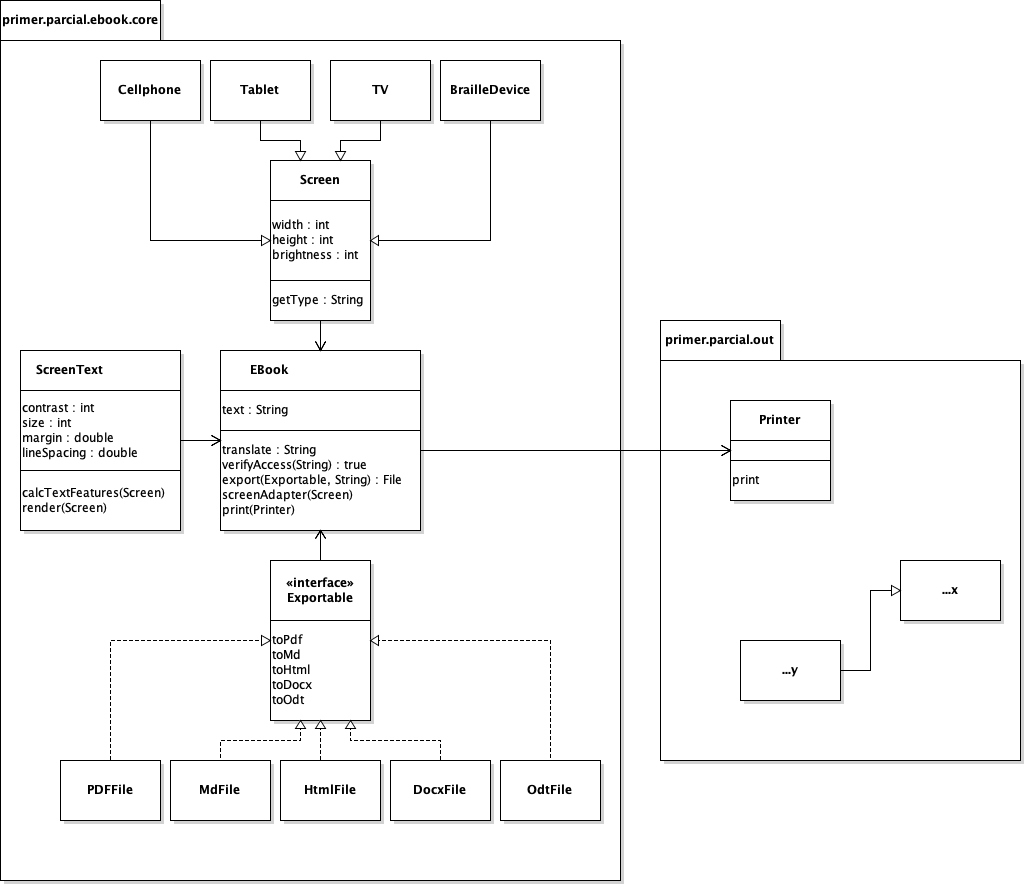 primer.parcial.ebook.core
Cellphone
Tablet
TV
BrailleDevice
Screen
width : int
height : int
brightness : int
getType : String
ScreenText
contrast : int
size : int
margin : double
lineSpacing : double
calcTextFeatures(Screen)
render(Screen)
EBook
text : String
translate : String
verifyAccess(String) : true
export(Exportable, String) : File
screenAdapter(Screen)
print(Printer)
«interface»
Exportable
toPdf
toMd
toHtml
toDocx
toOdt
PDFFile
MdFile
HtmlFile
DocxFile
OdtFile
primer.parcial.out
Printer
print
...x
...y